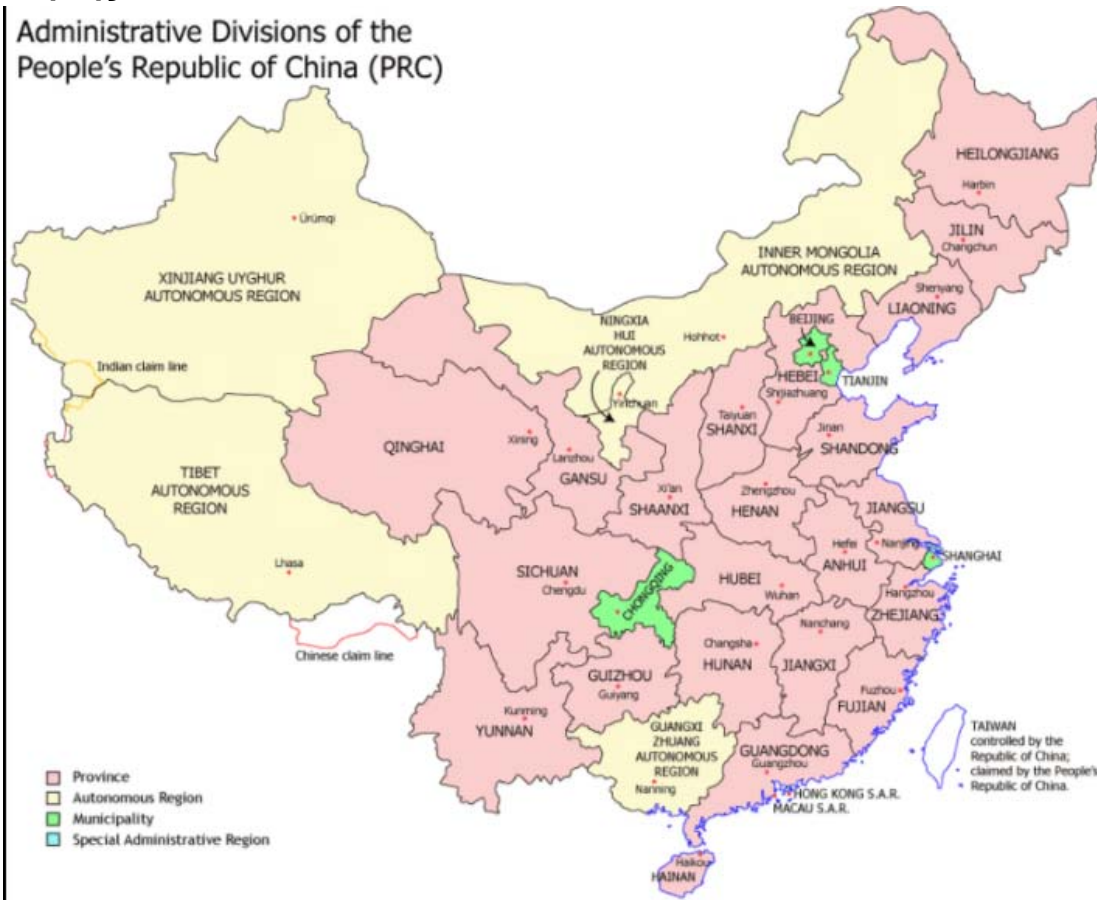 Administrative Divisions of the
People's Republic of China (PRC)
HEILONGJIANG
Harbin
Ürümqi
JILIN
Changchun
INNER MONGOLIA
AUTONOMOUS REGION
XINJIANG UYGHUR
AUTONOMOUS REGION
Shenyang
LIAONING
NINGXIA
HUI
AUTONOMOUS
REGION
BEIJING
Hohhot
Indian claim line
HEBEI
TIANJIN
Yinchuan
Shijiazhuang
Taiyuan
SHANXI
Jinan
SHANDONG
QINGHAI
Xining
Lanzhou
GANSU
TIBET
AUTONOMOUS
REGION
Xi'an
SHAANXI
Zhengzhou
HENAN
JIANGSU
Hefei
Nanjing
ANHUI
SHANGHAI
Lhasa
SICHUAN
Chengdu
CHONGQING
HUBEI
Wuhan
Hangzhou
ZHEJIANG
Nanchang
Changsha
HUNAN
JIANGXI
Chinese claim line
GUIZHOU
Guiyang
Fuzhou
FUJIAN
Kunming
YUNNAN
GUANGXI
ZHUANG
AUTONOMOUS
REGION
Nanning
GUANGDONG
Guangzhou
TAIWAN
controlled by the
Republic of China;
claimed by the People's
Republic of China.
HONG KONG S.A.R.
MACAU S.A.R.
Haikou
HAINAN
Province
Autonomous Region
Municipality
Special Administrative Region